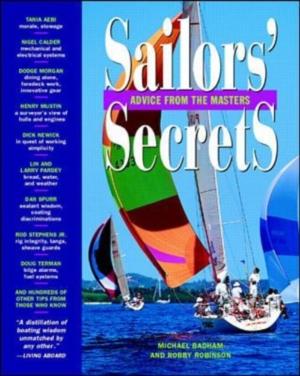 TANIA AEBI
morale, stowage
NIGEL CALDER
mechanical and
electrical systems
DODGE MORGAN
dining alone,
foredeck work,
innovative gear
HENRY MUSTIN
a surveyor's view of
hulls and engines
DICK NEWICK
in quest of working
simplicity
LIN AND
LARRY PARDEY
bread, water,
and weather
DAN SPURR
sealant wisdom,
coating
discriminations
ROD STEPHENS JR.
rig integrity, tangs,
sheave guards
DOUG TERMAN
bilge alarms,
fuel systems
AND HUNDREDS OF
OTHER TIPS FROM
THOSE WHO KNOW
"A distillation of
boating wisdom
unmatched by
any other."
—LIVING ABOARD
Sailors'
ADVICE FROM THE MASTERS
SecretS
MICHAEL BADHAM
AND ROBBY ROBINSON